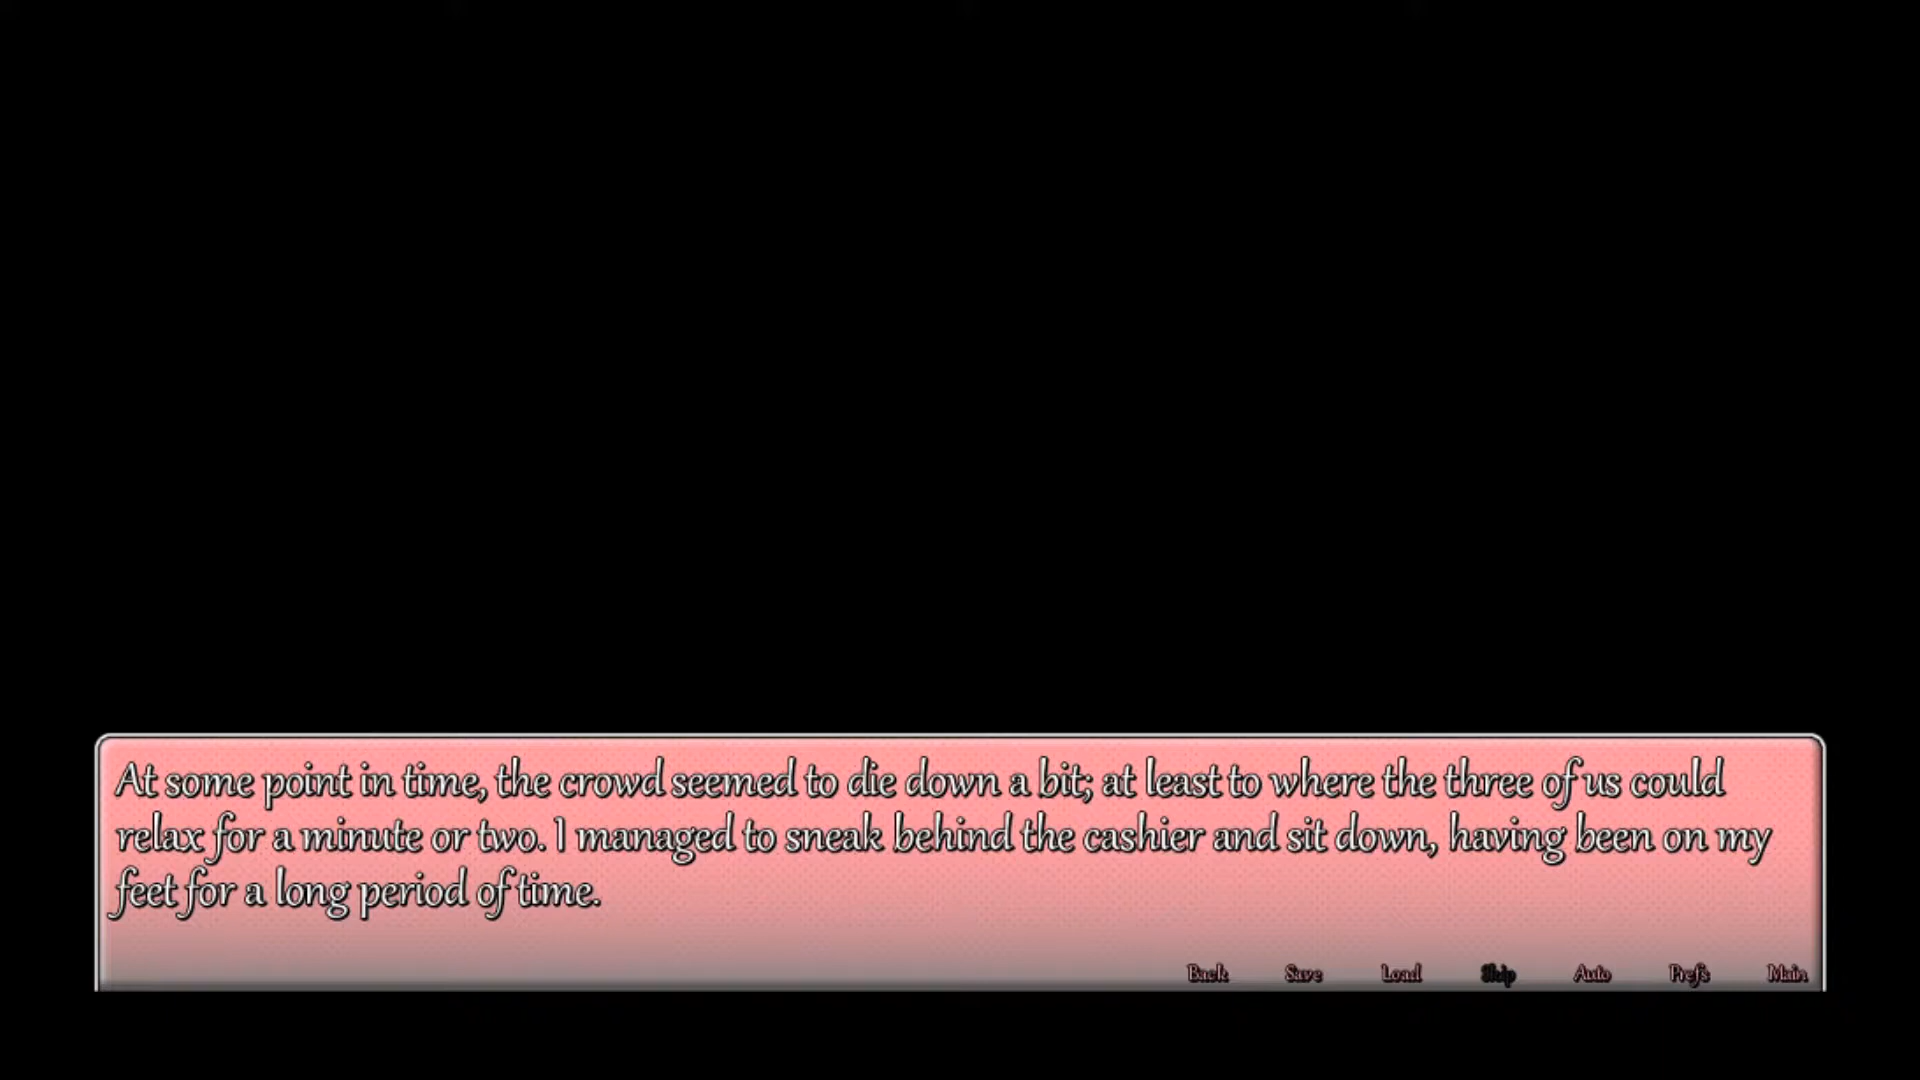 At some point in time, the crowd seemed to die down a bit; at least to where the three of us could
relax for a minute or two. I managed to sneak behind the cashier and sit down, having been on my
feet for a long period of time.
Back Save Load Skip Auto Prefs Main